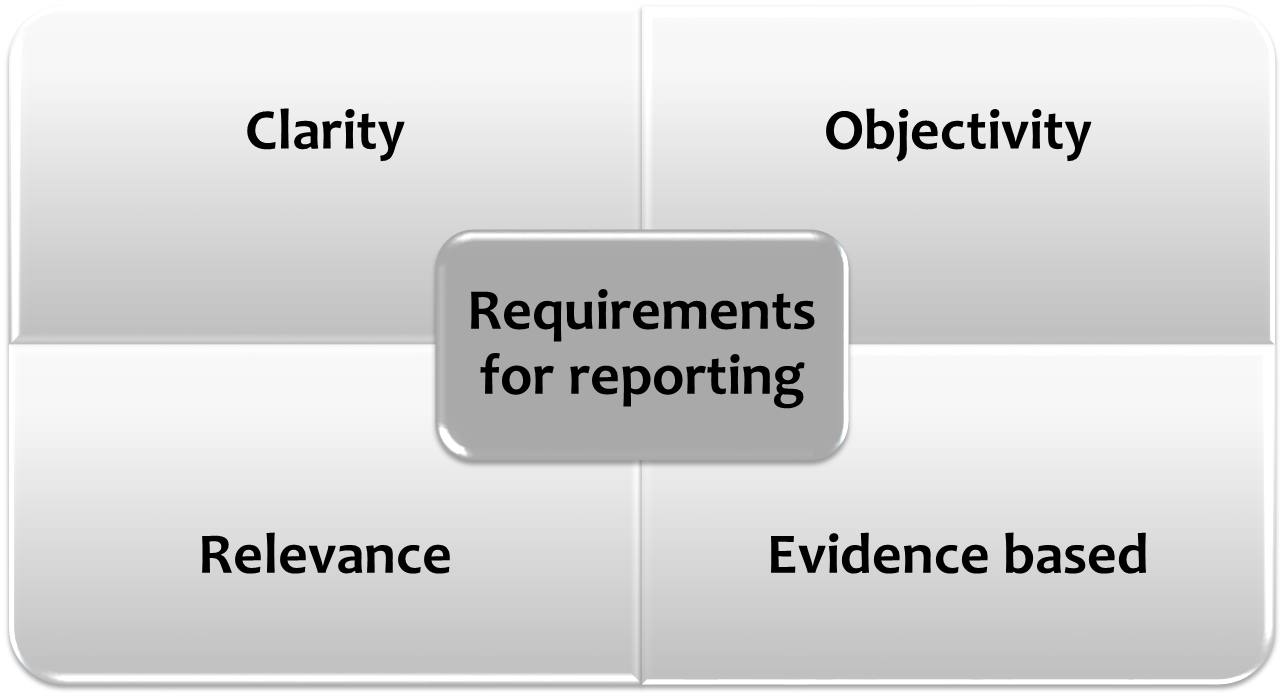 Clarity
Objectivity
Requirements
for reporting
Relevance
Evidence based